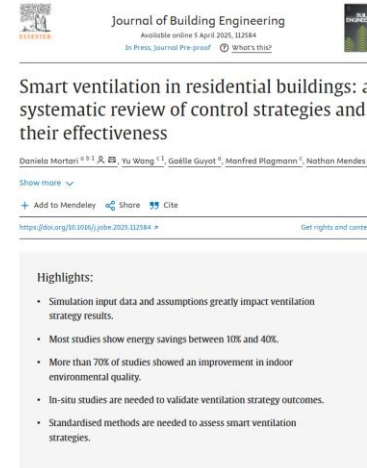 ELSEVIER
Journal of Building Engineering
Available online 5 April 2025, 112584
In Press, Journal Pre-proof What's this?
Smart ventilation in residential buildings: a
systematic review of control strategies and
their effectiveness
Daniela Mortari a b 1, Yu Wang c 1, Gaëlle Guyot, Manfred Plagmann c, Nathan Mendes
Show more
+ Add to Mendeley Share Cite
https://doi.org/10.1016/j.jobe.2025.112584
Get rights and conte
Highlights:
• Simulation input data and assumptions greatly impact ventilation
strategy results.
• Most studies show energy savings between 10% and 40%.
• More than 70% of studies showed an improvement in indoor
environmental quality.
• In-situ studies are needed to validate ventilation strategy outcomes.
• Standardised methods are needed to assess smart ventilation
strategies.